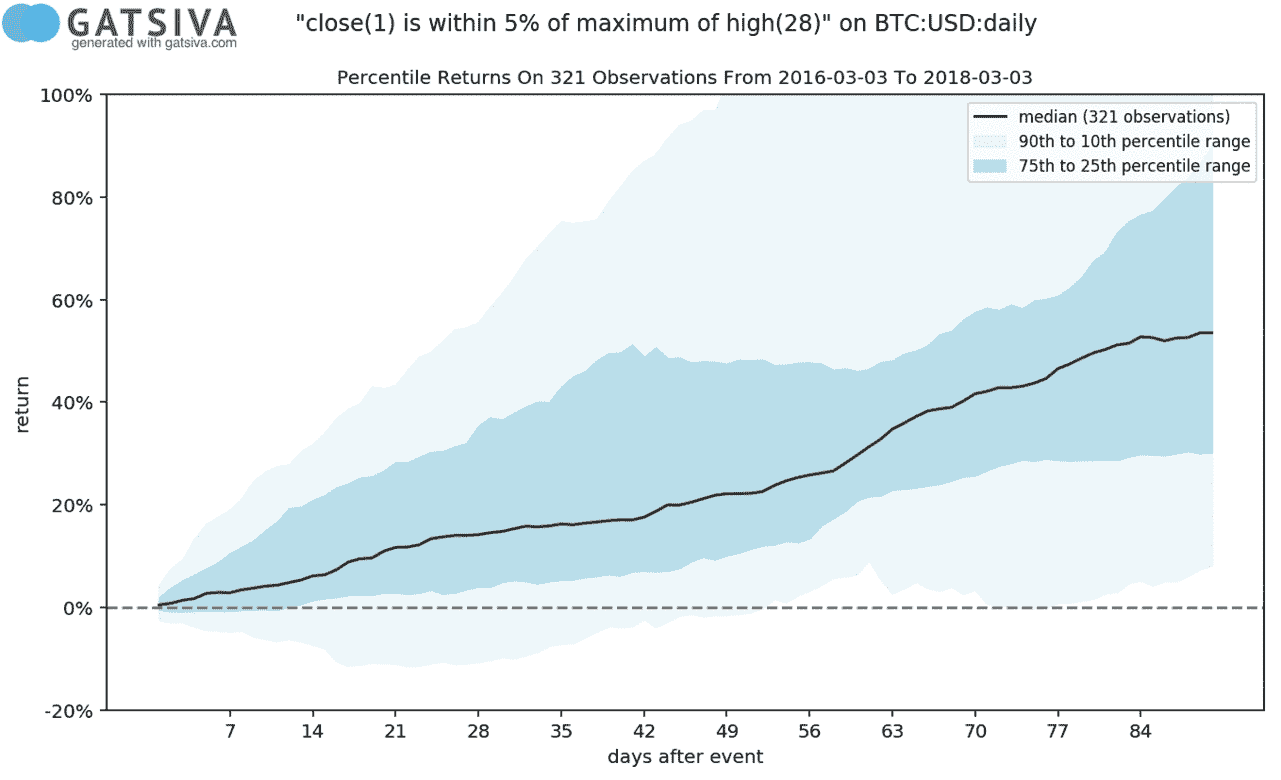 GATSIVA
generated with gatsiva.com
"close(1) is within 5% of maximum of high(28)" on BTC:USD:daily
Percentile Returns On 321 Observations From 2016-03-03 To 2018-03-03
median (321 observations)
90th to 10th percentile range
75th to 25th percentile range
return
100%
80%
60%
40%
20%
0%
-20%
7 14 21 28 35 42 49 56 63 70 77 84
days after event